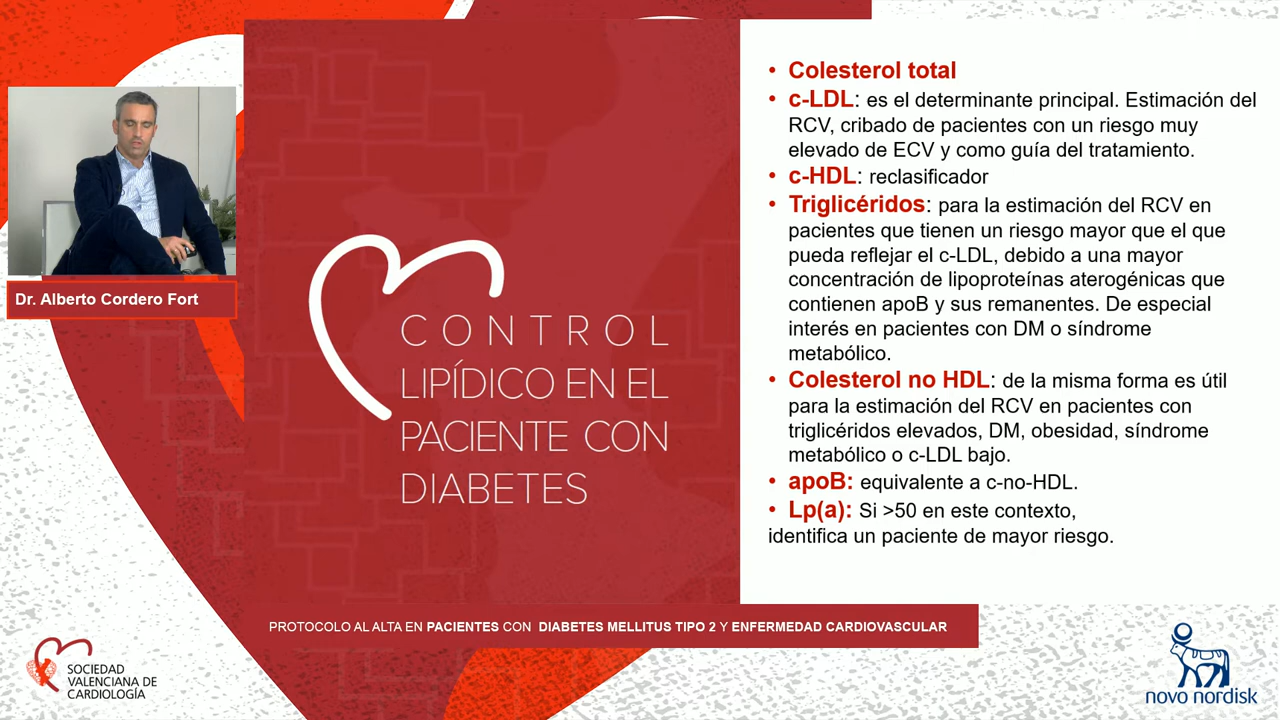 Dr. Alberto Cordero Fort
CONTROL
LIPÍDICO EN EL
PACIENTE CON
DIABETES
• Colesterol total
• c-LDL: es el determinante principal. Estimación del
RCV, cribado de pacientes con un riesgo muy
elevado de ECV y como guía del tratamiento.
• c-HDL: reclasificador
• Triglicéridos: para la estimación del RCV en
pacientes que tienen un riesgo mayor que el que
pueda reflejar el c-LDL, debido a una mayor
concentración de lipoproteínas aterogénicas que
contienen apoB y sus remanentes. De especial
interés en pacientes con DM o síndrome
metabólico.
• Colesterol no HDL: de la misma forma es útil
para la estimación del RCV en pacientes con
triglicéridos elevados, DM, obesidad, síndrome
metabólico o c-LDL bajo.
• apoB: equivalente a c-no-HDL.
• Lp(a): Si >50 en este contexto,
identifica un paciente de mayor riesgo.
PROTOCOLO AL ALTA EN PACIENTES CON DIABETES MELLITUS TIPO 2 Y ENFERMEDAD CARDIOVASCULAR
SOCIEDAD
VALENCIANA DE
CARDIOLOGÍA
novo nordisk